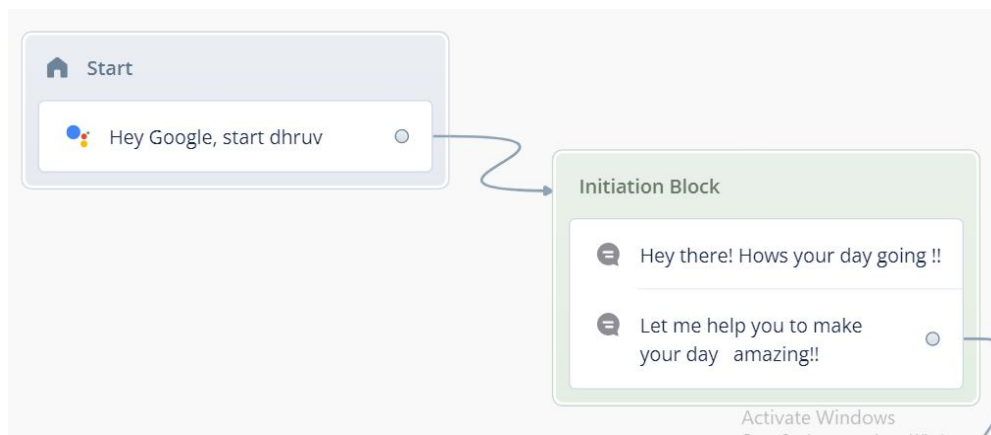 Start
Hey Google, start dhruv
Initiation Block
Hey there! Hows your day going !!
Let me help you to make
your day   amazing!!
Activate Windows